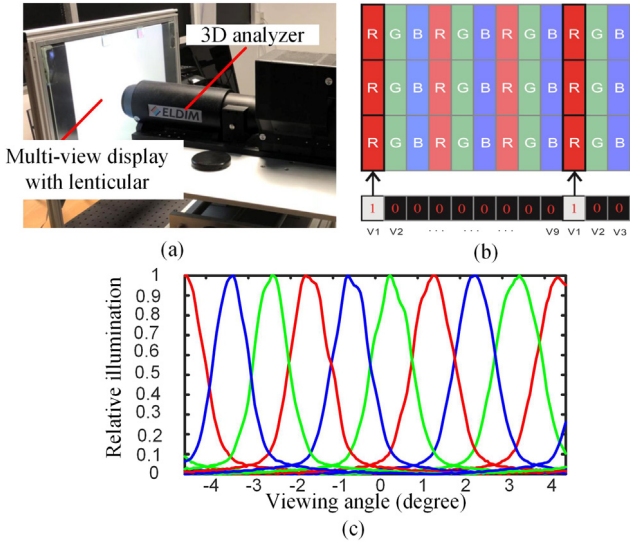 3D analyzer
ELDIM
Multi-view display
with lenticular
(a)
R G B R G B R G B R G B
R G B R G B R G B R G B
R G B R G B R G B R G B
1 0 0 0 0 0 0 0 0 1 0 0
V1 V2 ... ... ... V9 V1 V2 V3
(b)
Relative illumination
1
0.9
0.8
0.7
0.6
0.5
0.4
0.3
0.2
0.1
0
-4 -3 -2 -1 0 1 2 3 4
Viewing angle (degree)
(c)